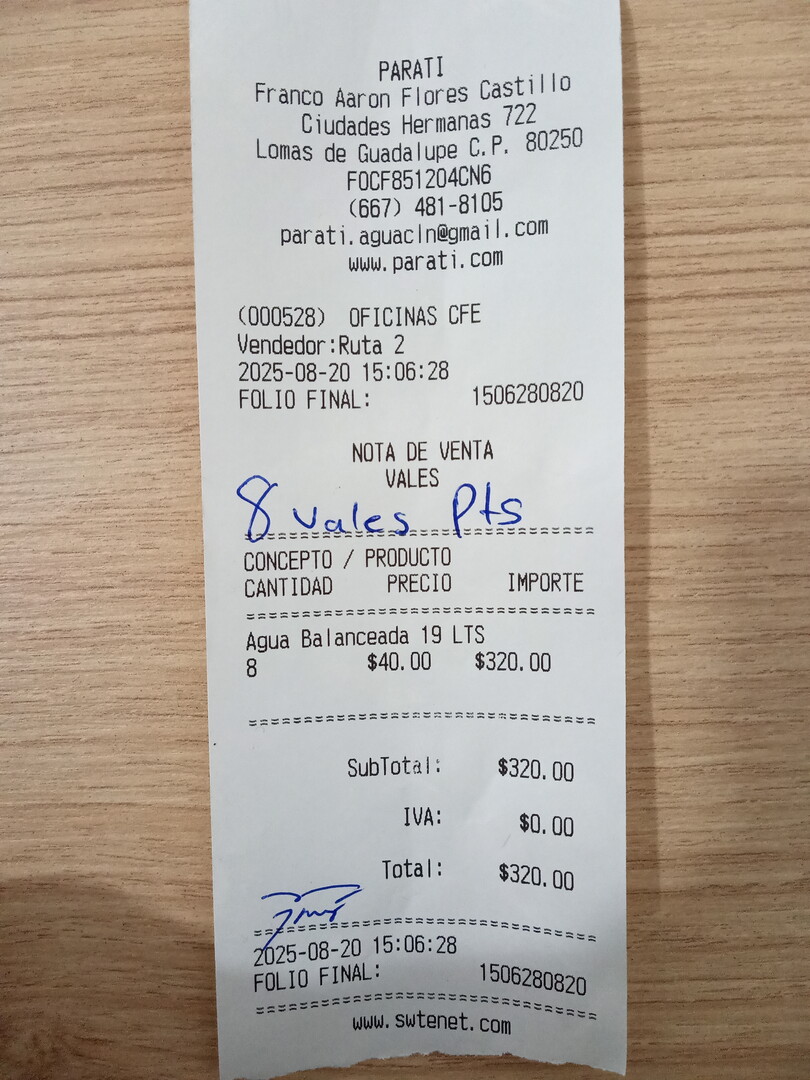 PARATI
Franco Aaron Flores Castillo
Ciudades Hermanas 722
Lomas de Guadalupe C.P. 80250
FOCF851204CN6
(667) 481-8105
parati.aguacln@gmail.com
www.parati.com
(000528) OFICINAS CFE
Vendedor:Ruta 2
2025-08-20 15:06:28
FOLIO FINAL: 1506280820
NOTA DE VENTA
VALES
8 vales Pts
CONCEPTO / PRODUCTO
CANTIDAD PRECIO IMPORTE
Agua Balanceada 19 LTS
8 $40.00 $320.00
SubTotal: $320.00
IVA: $0.00
Total: $320.00
2025-08-20 15:06:28
FOLIO FINAL: 1506280820
www.swtenet.com